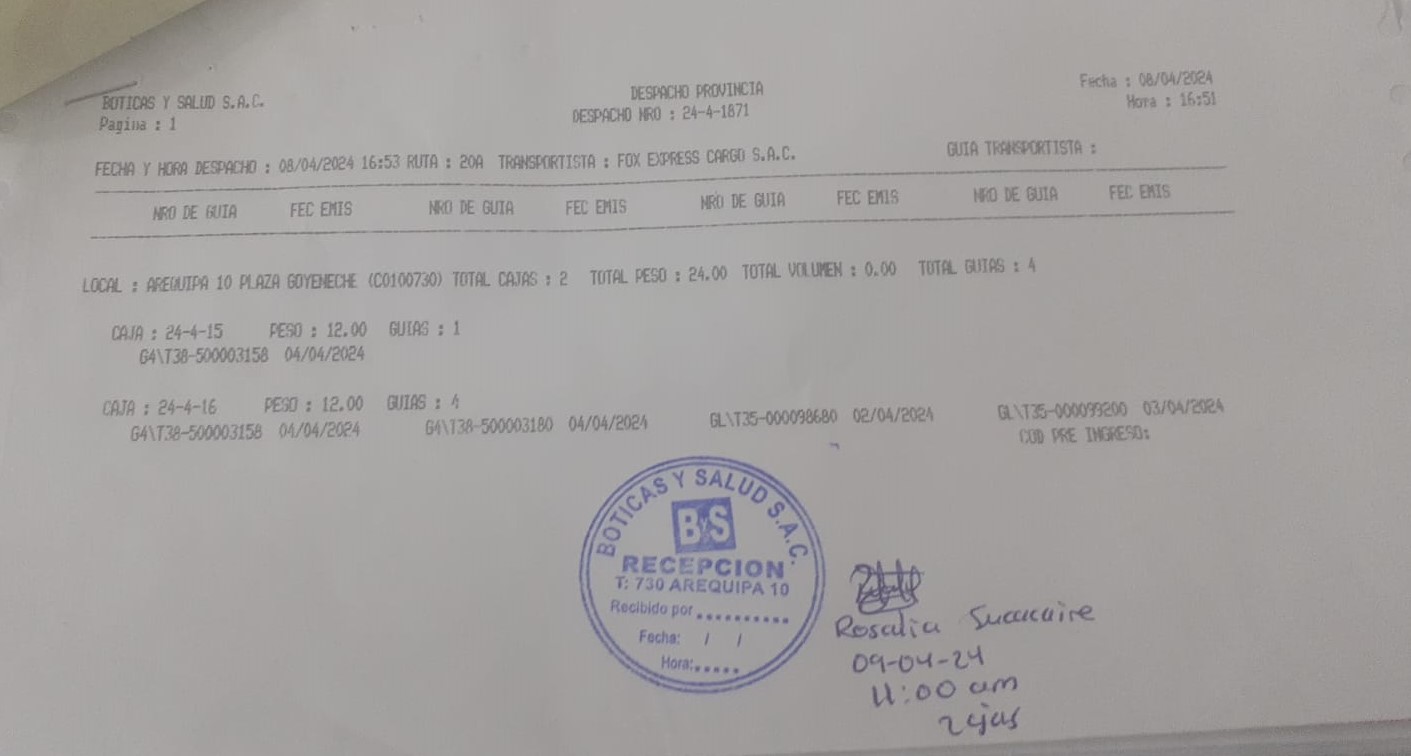 BOTICAS Y SALUD S.A.C. DESPACHO PROVINCIA Fecha : 08/04/2024
Pagina : 1 DESPACHO NRO : 24-4-1871 Hora : 16:51
FECHA Y HORA DESPACHO : 08/04/2024 16:53 RUTA : 20A TRANSPORTISTA : FOX EXPRESS CARGO S.A.C. GUIA TRANSPORTISTA :
NRO DE GUIA FEC EMIS NRO DE GUIA FEC EMIS NRO DE GUIA FEC EMIS NRO DE GUIA FEC EMIS
LOCAL : AREQUIPA 10 PLAZA GOYENECHE (C0100730) TOTAL CAJAS : 2 TOTAL PESO : 24.00 TOTAL VOLUMEN : 0.00 TOTAL GUIAS : 4
CAJA : 24-4-15 PESO : 12.00 GUIAS : 1
G4\T38-500003158 04/04/2024
CAJA : 24-4-16 PESO : 12.00 GUIAS : 4
G4\T38-500003158 04/04/2024 G4\T38-500003180 04/04/2024 GL\T35-000098680 02/04/2024 GL\T35-000099200 03/04/2024
COD PRE INGRESO:
BOTICAS Y SALUD S.A.C.
ByS
RECEPCION
T: 730 AREQUIPA 10
Recibido por ..........
Fecha: / /
Hora:.....
Rosalia
09-04-24
11:00 am
2 cjas